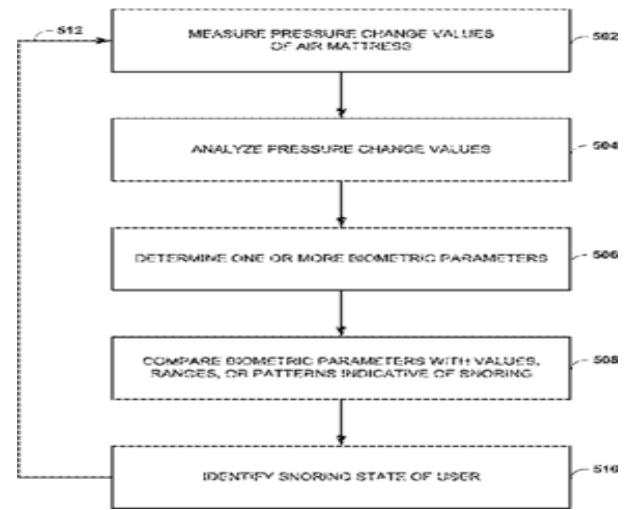 512
MEASURE PRESSURE CHANGE VALUES
OF AIR MATTRESS
502
ANALYZE PRESSURE CHANGE VALUES
504
DETERMINE ONE OR MORE BIOMETRIC PARAMETERS
506
COMPARE BIOMETRIC PARAMETERS WITH VALUES,
RANGES, OR PATTERNS INDICATIVE OF SNORING
508
IDENTIFY SNORING STATE OF USER
510